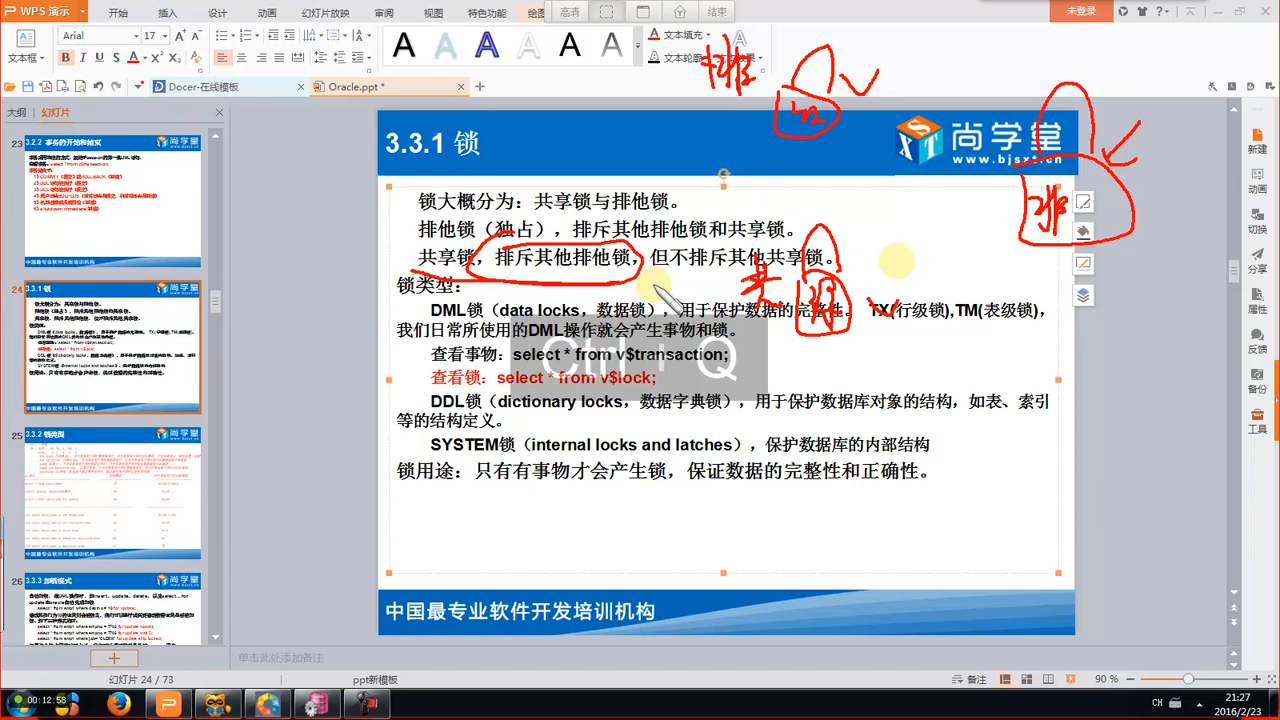 WPS 演示
开始
插入
设计
动画
幻灯片放映
审阅
视图
特色功能
绘图
高清
结束
未登录
文本框
Arial
17
文本填充
文本轮廓
文本效果
Docer-在线模板
Oracle.ppt *
大纲
幻灯片
23
3.2.2 事务的开始和结束
24
3.3.1 锁
25
3.3.2 锁类型
26
3.3.3 加锁模式
3.3.1 锁
尚学堂
www.bjsxt.com
锁大概分为：共享锁与排他锁。
排他锁（独占），排斥其他排他锁和共享锁。
共享锁，排斥其他排他锁，但不排斥其他共享锁。
锁类型：
DML锁（data locks，数据锁），用于保护数据的完整性。 TX(行级锁),TM(表级锁)，
我们日常所使用的DML操作就会产生事物和锁。
查看事物：select * from v$transaction;
查看锁：select * from v$lock;
DDL锁（dictionary locks，数据字典锁），用于保护数据库对象的结构，如表、索引
等的结构定义。
SYSTEM锁（internal locks and latches），保护数据库的内部结构
锁用途：只有有事物才会产生锁，保证数据的完整性和正确性。
中国最专业软件开发培训机构
Ctrl + Q
排
排
共
新建
动画
切换
分享
属性
反馈
备份
工具
单击此处添加备注
幻灯片 24 / 73
ppt新模板
备注
90 %
00:12:58
CH
21:27
2016/2/23